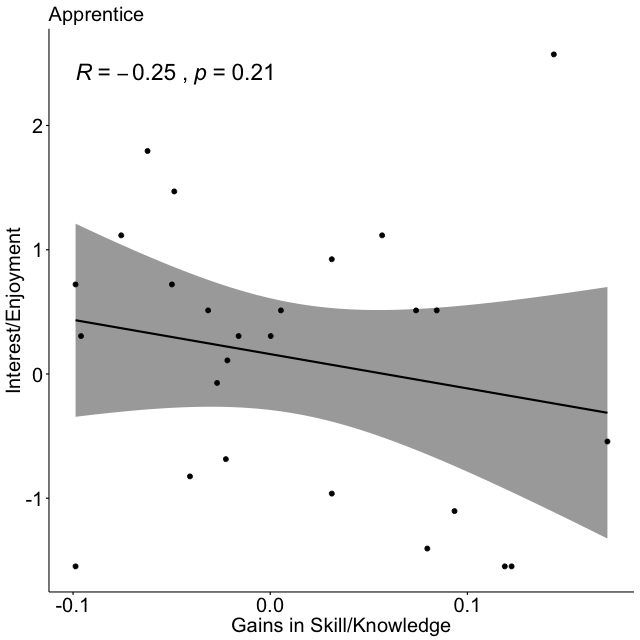 Apprentice
R = −0.25 , p = 0.21
Interest/Enjoyment
2
1
0
-1
-0.1 0.0 0.1
Gains in Skill/Knowledge